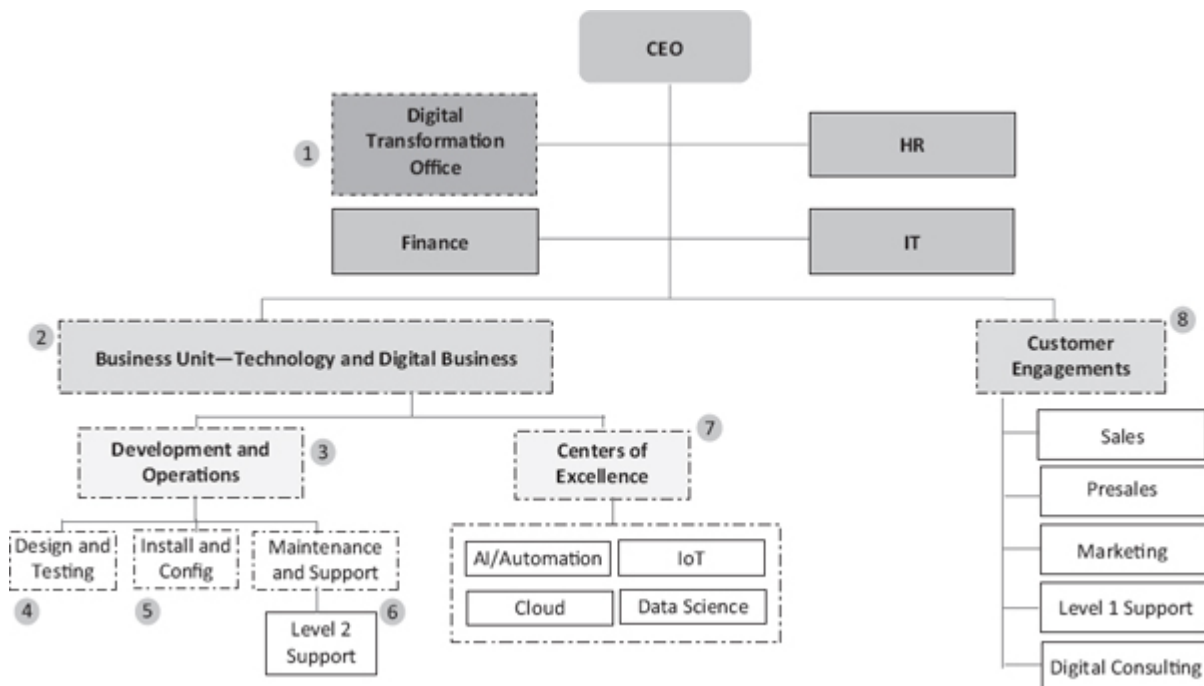 CEO
Digital
Transformation
Office
1
HR
Finance
IT
2
Business Unit—Technology and Digital Business
8
Customer
Engagements
Development and
Operations
3
Centers of
Excellence
7
Design and
Testing
4
Install and
Config
5
Maintenance
and Support
6
Level 2
Support
AI/Automation
IoT
Cloud
Data Science
Sales
Presales
Marketing
Level 1 Support
Digital Consulting